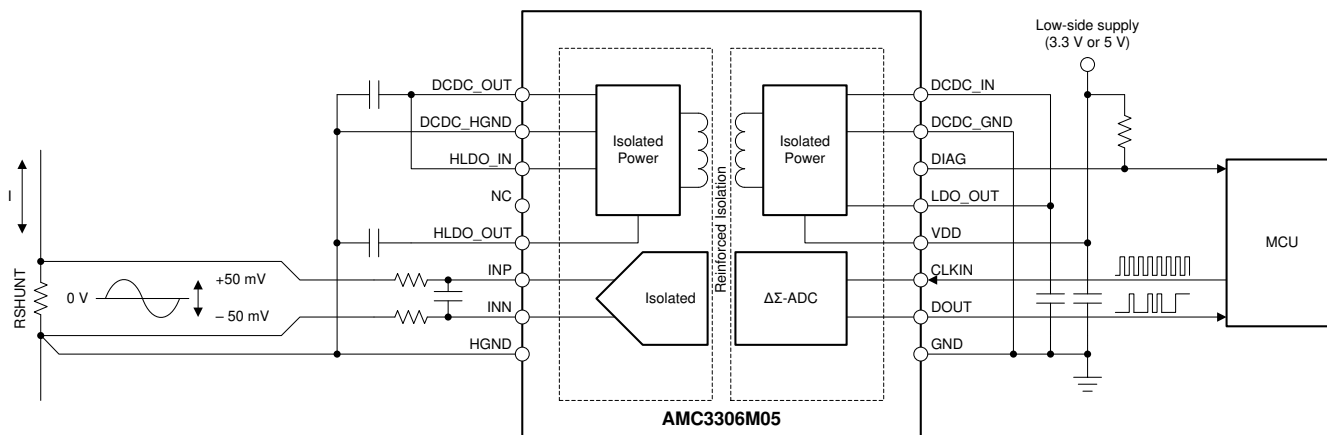 Low-side supply
(3.3 V or 5 V)
DCDC_OUT
DCDC_HGND
HLDO_IN
NC
HLDO_OUT
INP
INN
HGND
Isolated
Power
Isolated
Power
Reinforced Isolation
Isolated
ΔΣ-ADC
DCDC_IN
DCDC_GND
DIAG
LDO_OUT
VDD
CLKIN
DOUT
GND
MCU
I
RSHUNT
0 V
+50 mV
– 50 mV
AMC3306M05